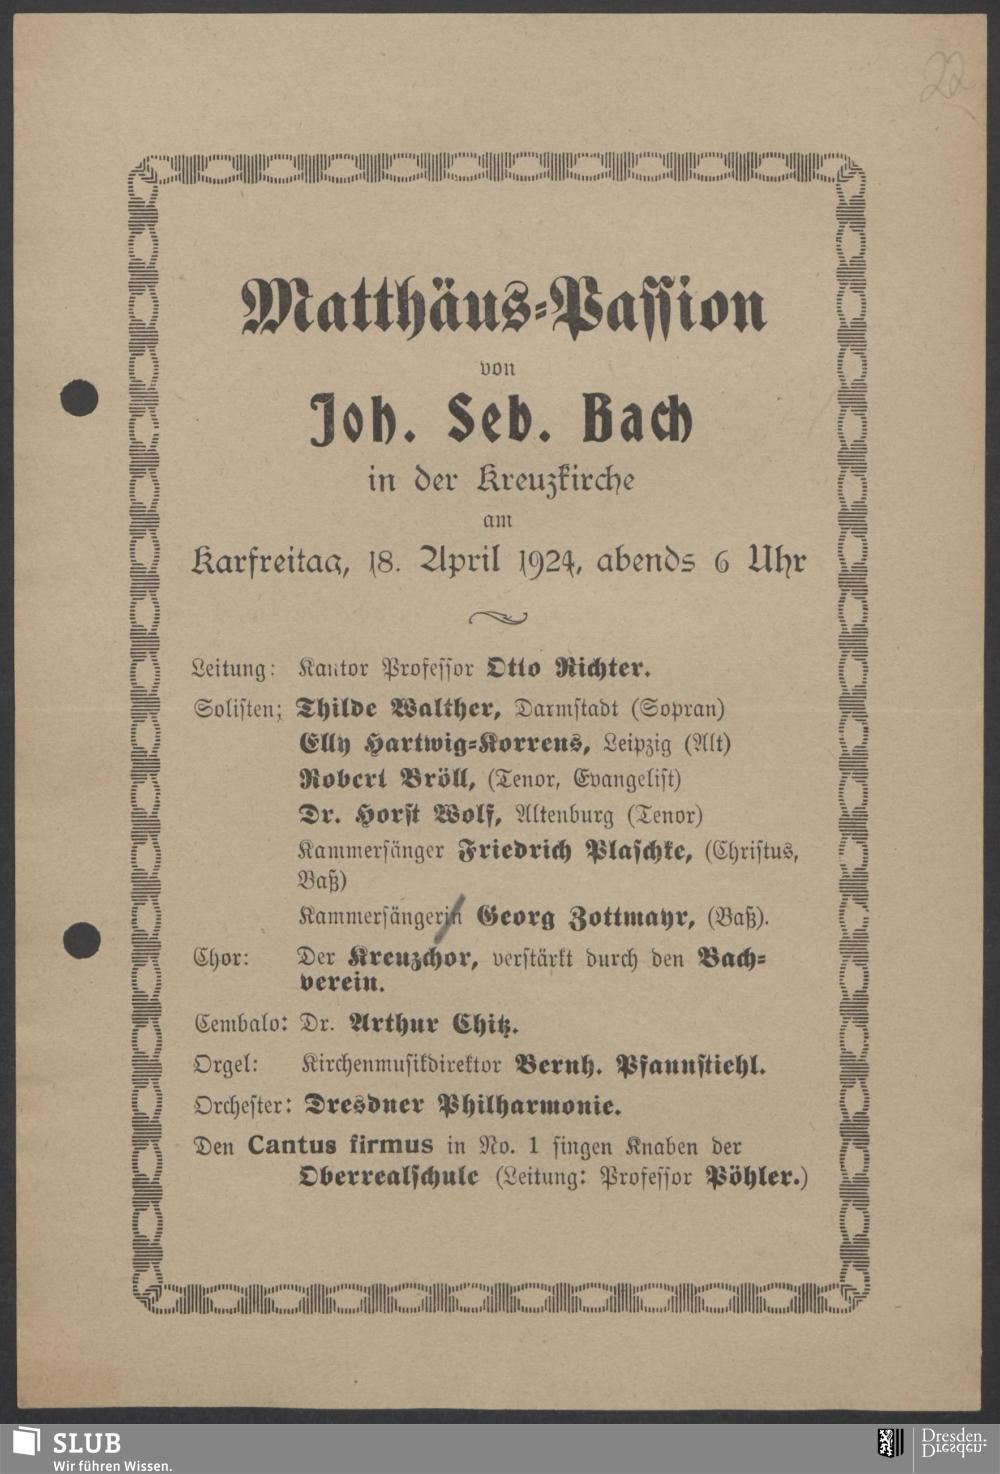 22
Matthäus-Passion
von
Joh. Seb. Bach
in der Kreuzkirche
am
Karfreitag, 18. April 1924, abends 6 Uhr
Leitung: Kantor Professor Otto Richter.
Solisten; Thilde Walther, Darmstadt (Sopran)
Elly Hartwig-Korrens, Leipzig (Alt)
Robert Bröll, (Tenor, Evangelist)
Dr. Horst Wolf, Altenburg (Tenor)
Kammersänger Friedrich Plaschke, (Christus,
Baß)
Kammersängerin Georg Zottmayr, (Baß).
Chor: Der Kreuzchor, verstärkt durch den Bach-
verein.
Cembalo: Dr. Arthur Chitz.
Orgel: Kirchenmusikdirektor Bernh. Pfannstiehl.
Orchester: Dresdner Philharmonie.
Den Cantus firmus in No. 1 singen Knaben der
Oberrealschule (Leitung: Professor Pöhler.)
SLUB
Wir führen Wissen.
Dresden.
Dresden.